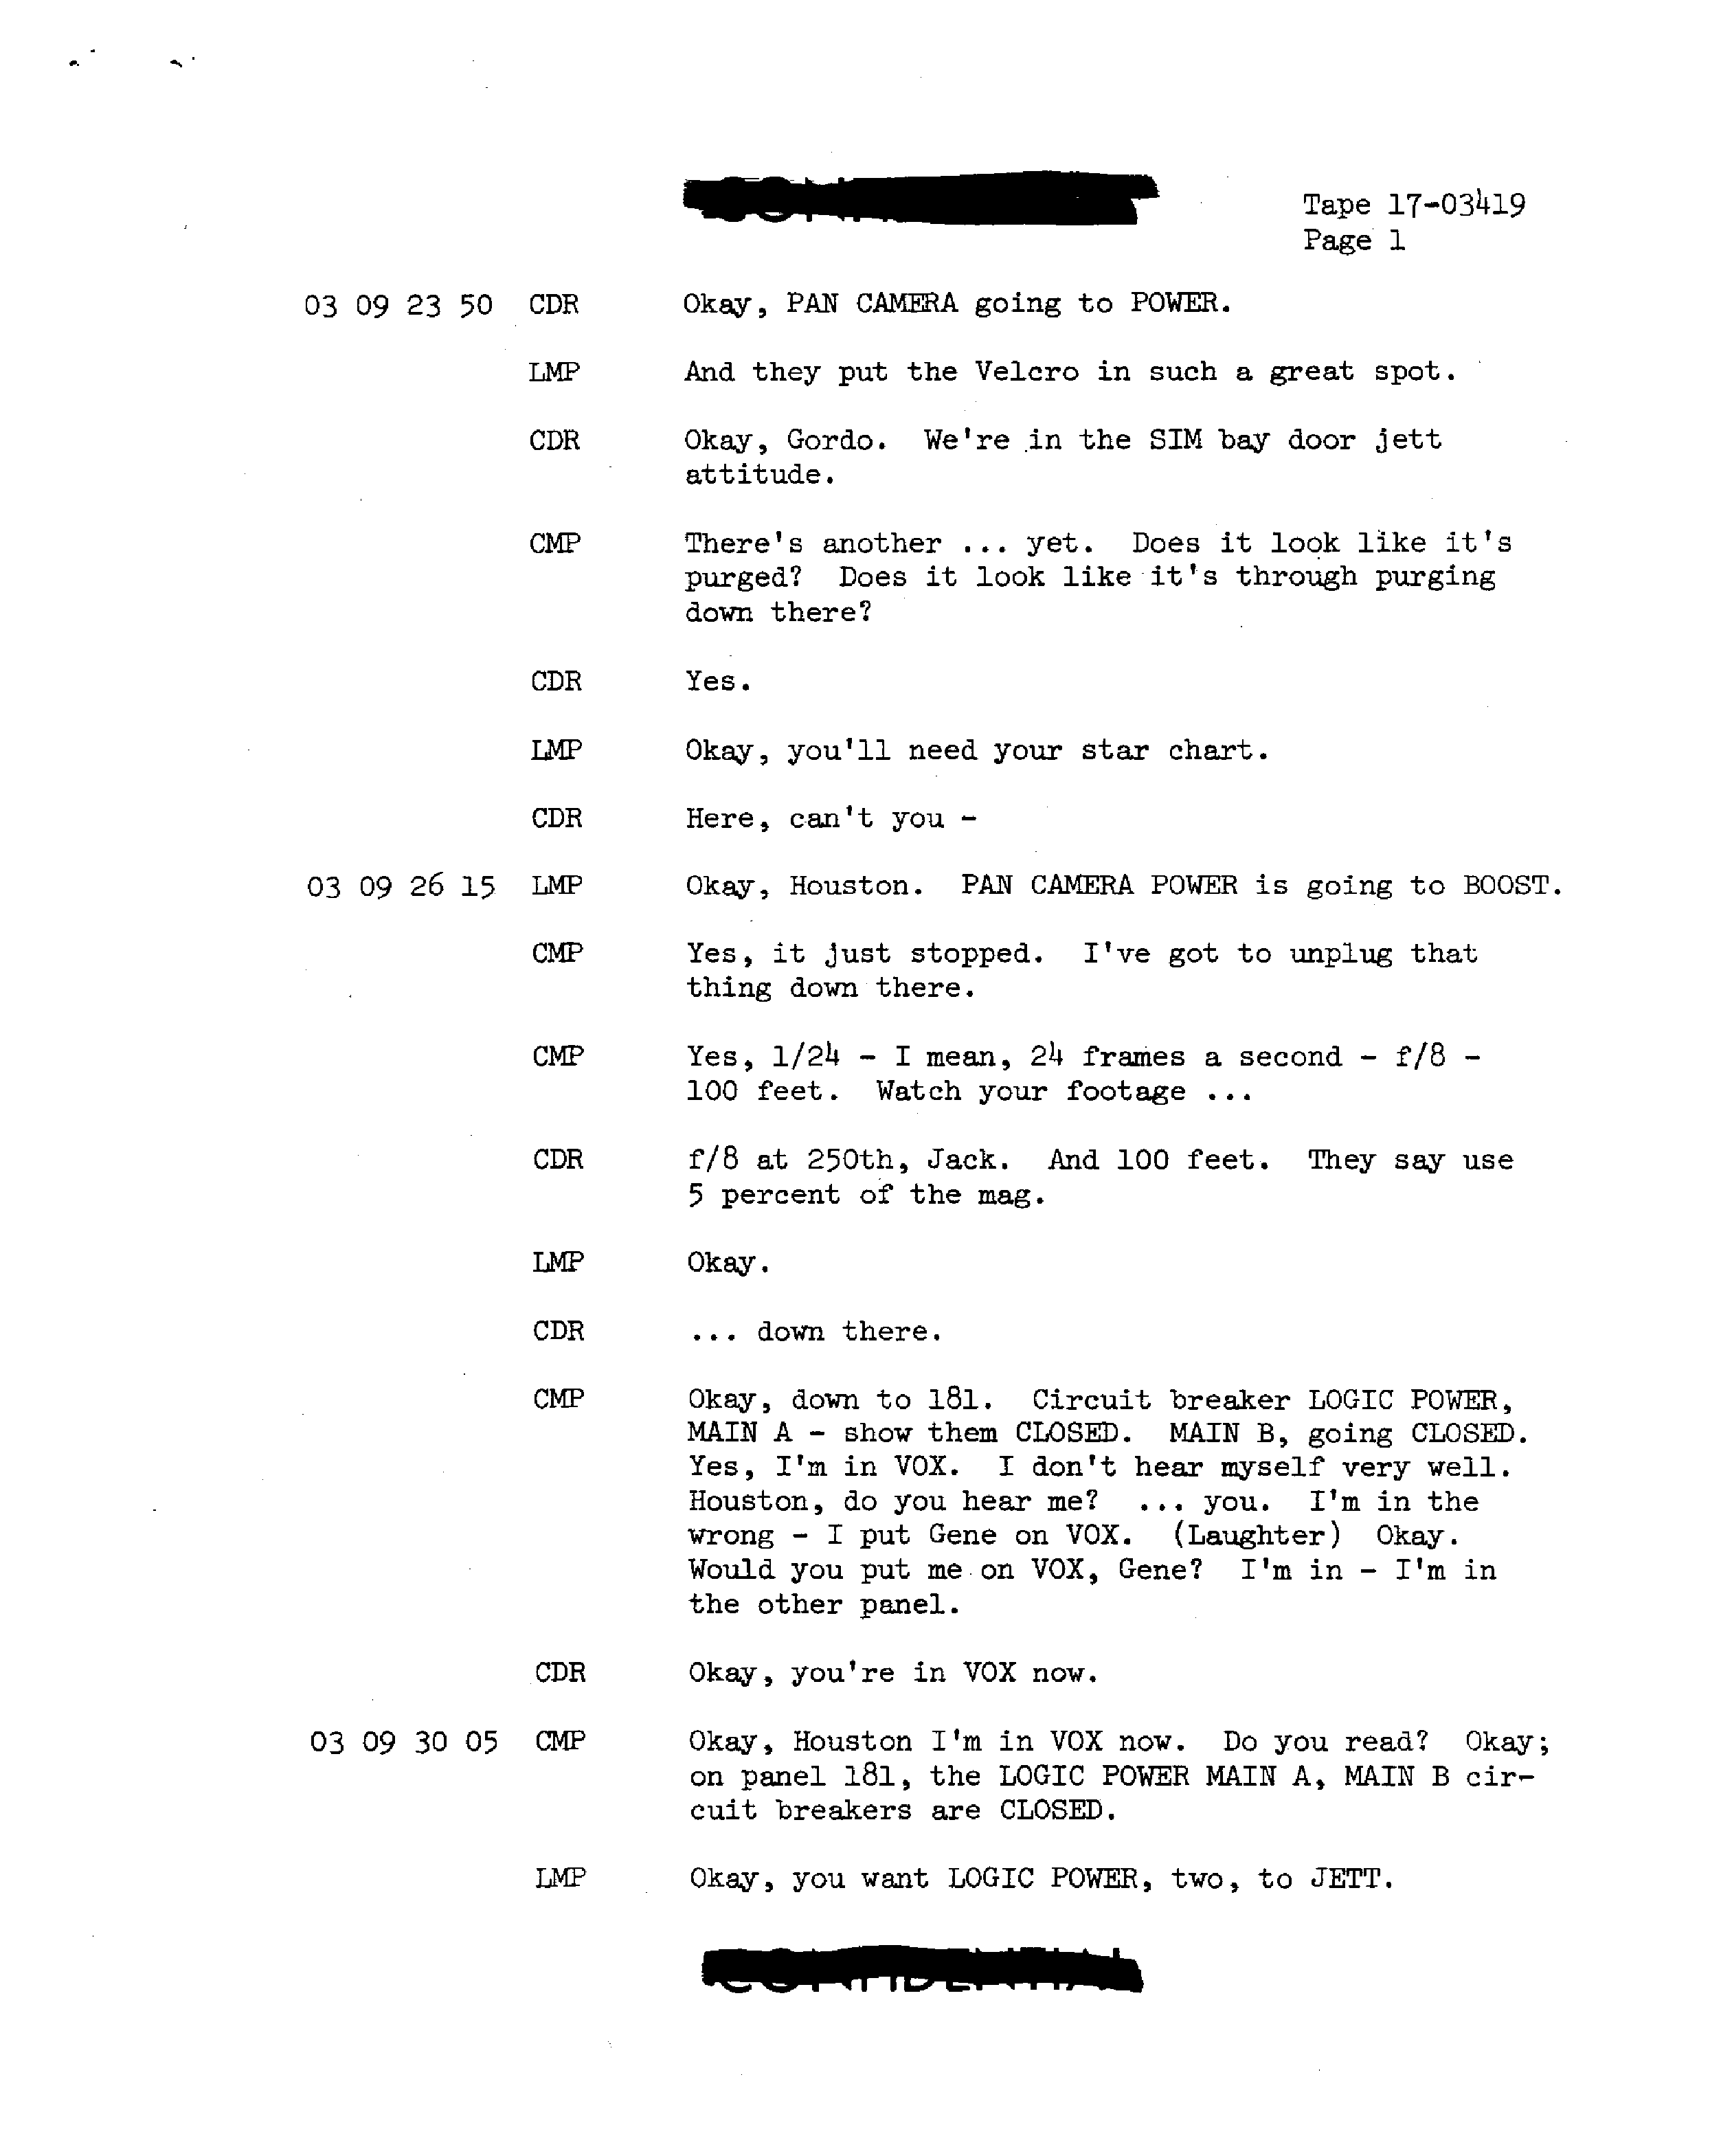 Tape 17-03419
Page 1
03 09 23 50 CDR Okay, PAN CAMERA going to POWER.
LMP And they put the Velcro in such a great spot.
CDR Okay, Gordo. We're in the SIM bay door jett
attitude.
CMP There's another ... yet. Does it look like it's
purged? Does it look like it's through purging
down there?
CDR Yes.
LMP Okay, you'll need your star chart.
CDR Here, can't you -
03 09 26 15 LMP Okay, Houston. PAN CAMERA POWER is going to BOOST.
CMP Yes, it just stopped. I've got to unplug that
thing down there.
CMP Yes, 1/24 - I mean, 24 frames a second - f/8 -
100 feet. Watch your footage ...
CDR f/8 at 250th, Jack. And 100 feet. They say use
5 percent of the mag.
LMP Okay.
CDR ... down there.
CMP Okay, down to 181. Circuit breaker LOGIC POWER,
MAIN A - show them CLOSED. MAIN B, going CLOSED.
Yes, I'm in VOX. I don't hear myself very well.
Houston, do you hear me? ... you. I'm in the
wrong - I put Gene on VOX. (Laughter) Okay.
Would you put me on VOX, Gene? I'm in - I'm in
the other panel.
CDR Okay, you're in VOX now.
03 09 30 05 CMP Okay, Houston I'm in VOX now. Do you read? Okay;
on panel 181, the LOGIC POWER MAIN A, MAIN B cir-
cuit breakers are CLOSED.
LMP Okay, you want LOGIC POWER, two, to JETT.